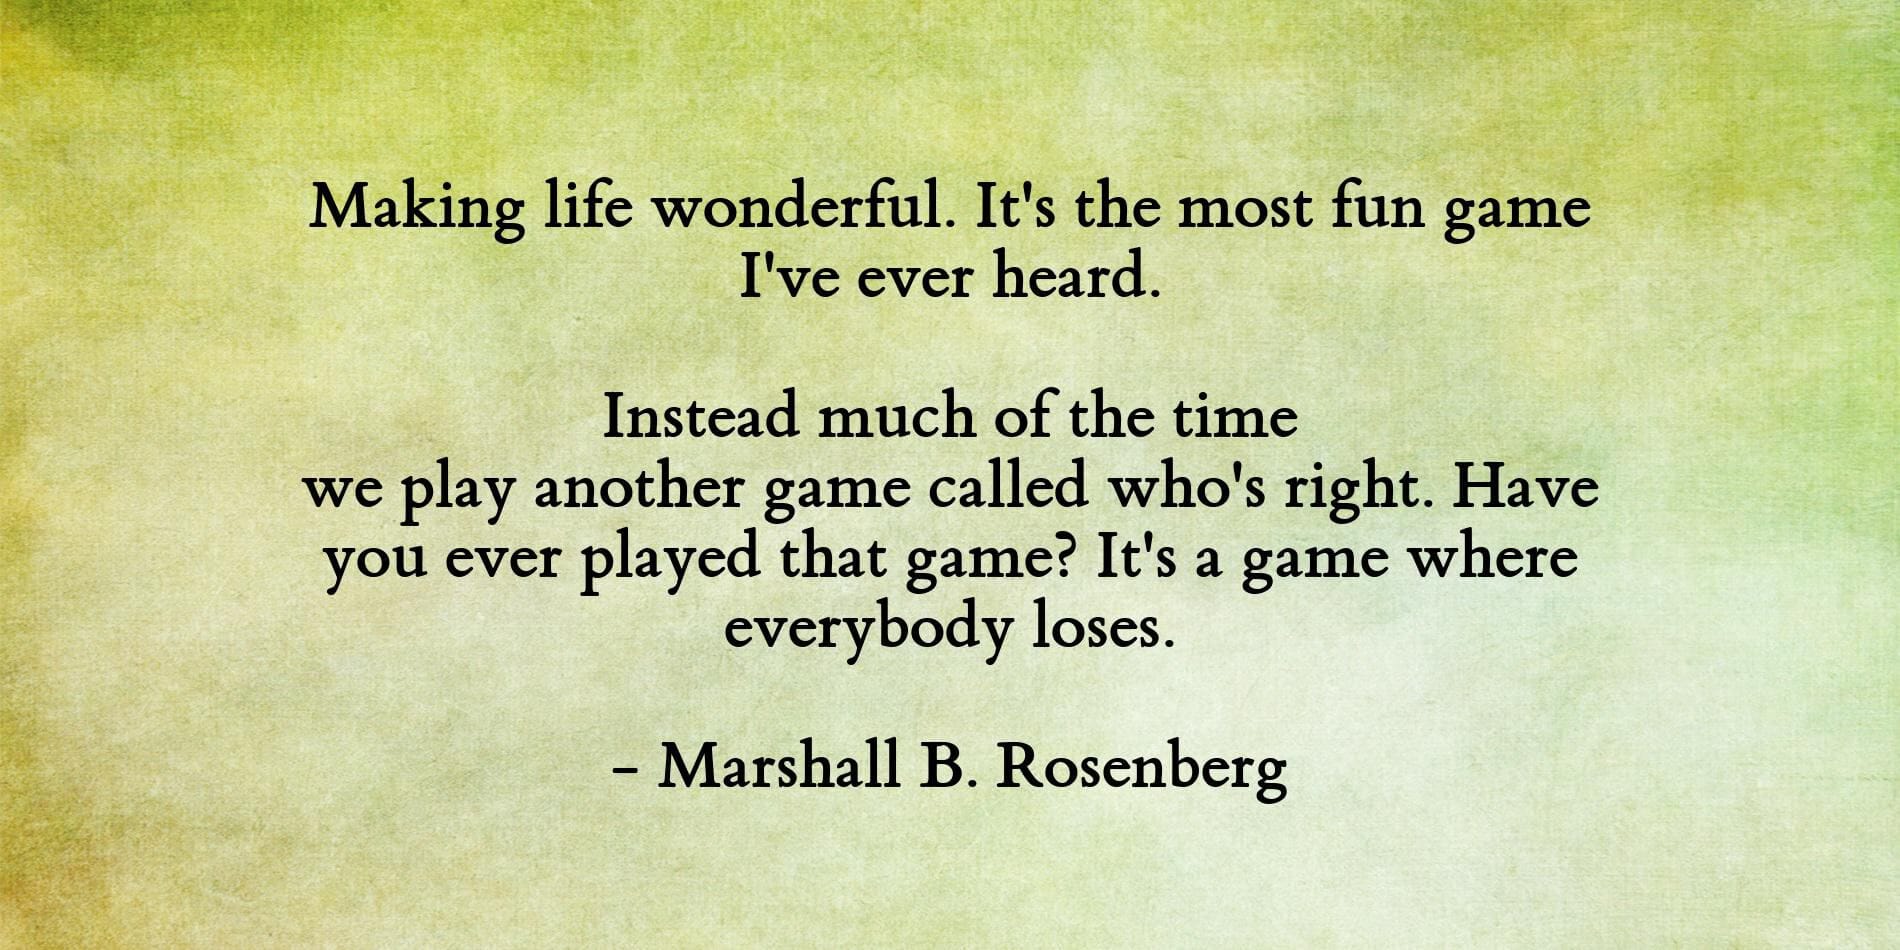 Making life wonderful. It's the most fun game
I've ever heard.
Instead much of the time
we play another game called who's right. Have
you ever played that game? It's a game where
everybody loses.
- Marshall B. Rosenberg